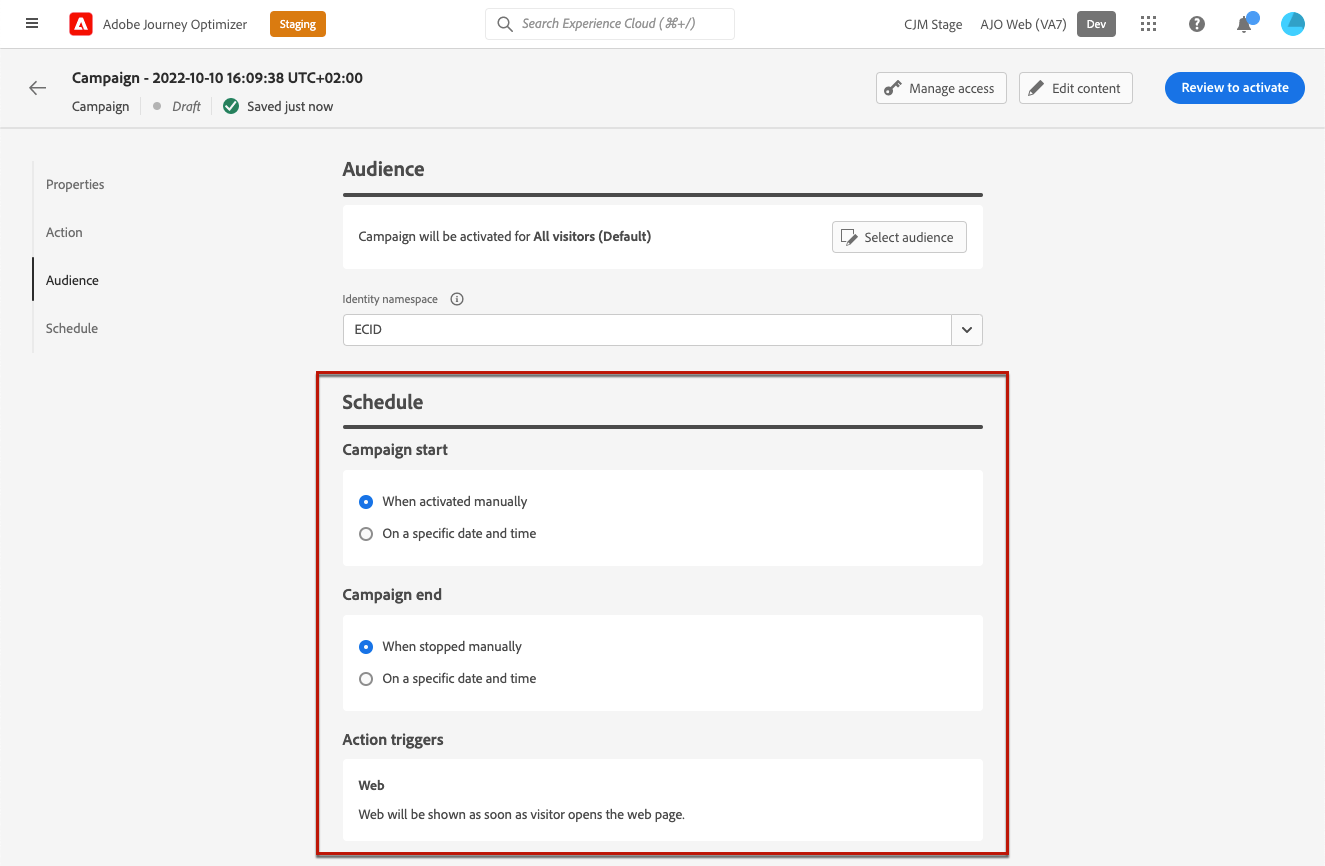 Adobe Journey Optimizer
Staging
Search Experience Cloud (⌘+/)
CJM Stage
AJO Web (VA7)
Dev
Campaign - 2022-10-10 16:09:38 UTC+02:00
Campaign
Draft
Saved just now
Manage access
Edit content
Review to activate
Properties
Action
Audience
Schedule
Audience
Campaign will be activated for All visitors (Default)
Select audience
Identity namespace
ECID
Schedule
Campaign start
When activated manually
On a specific date and time
Campaign end
When stopped manually
On a specific date and time
Action triggers
Web
Web will be shown as soon as visitor opens the web page.